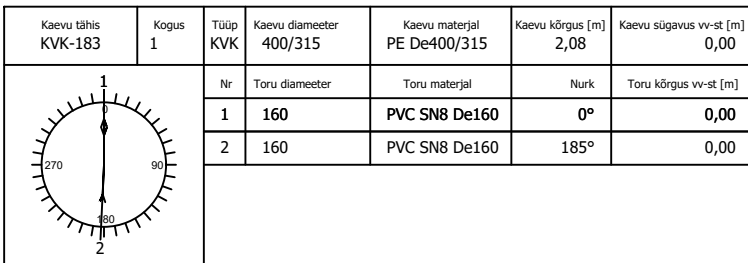 Kaevu tähis Kogus Tüüp Kaevu diameeter Kaevu materjal Kaevu kõrgus [m] Kaevu sügavus vv-st [m]
KVK-183 1 KVK 400/315 PE De400/315 2,08 0,00
Nr Toru diameeter Toru materjal Nurk Toru kõrgus vv-st [m]
1 160 PVC SN8 De160 0° 0,00
2 160 PVC SN8 De160 185° 0,00
1
0
270 90
180
2